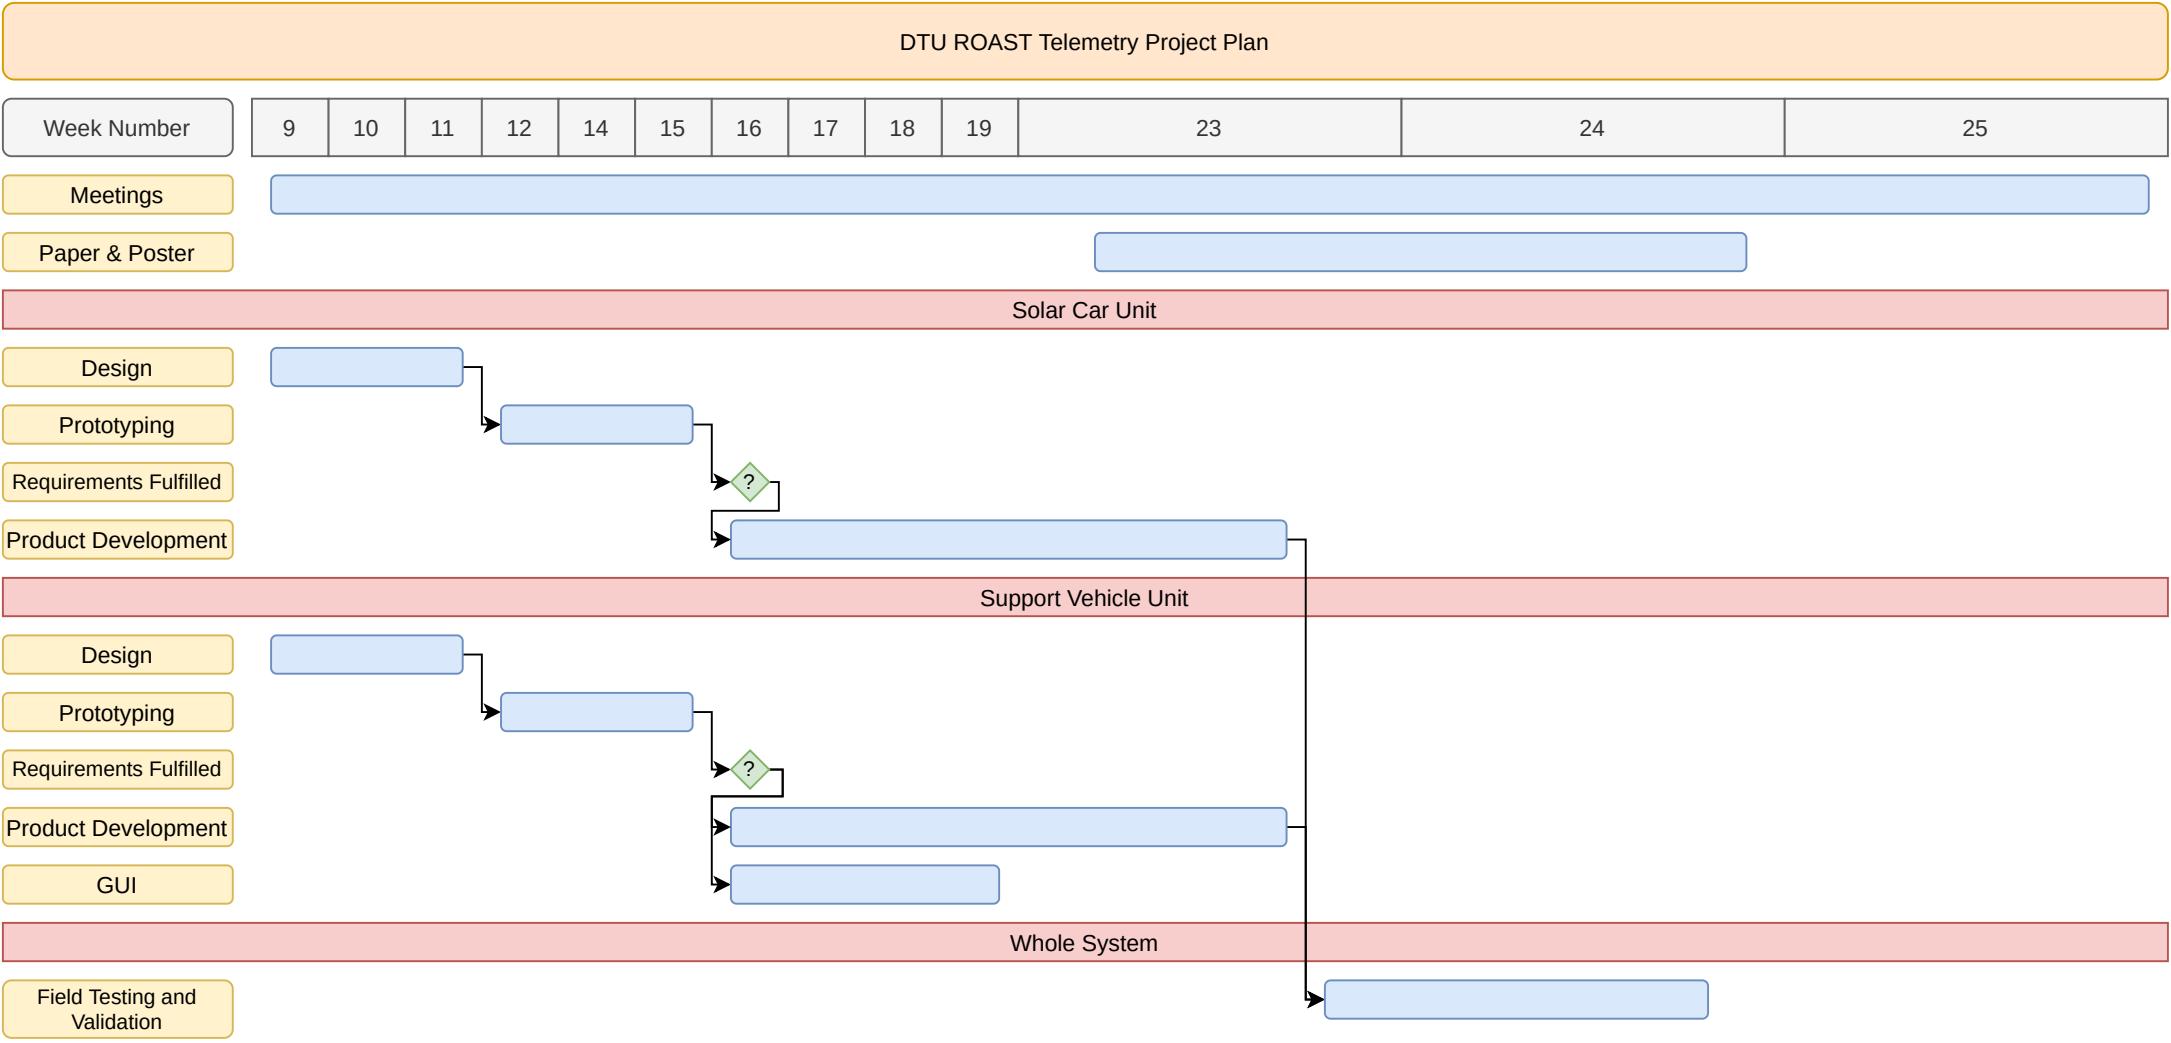 DTU ROAST Telemetry Project Plan
Week Number 9 10 11 12 14 15 16 17 18 19 23 24 25
Meetings
Paper & Poster
Solar Car Unit
Design
Prototyping
Requirements Fulfilled ?
Product Development
Support Vehicle Unit
Design
Prototyping
Requirements Fulfilled ?
Product Development
GUI
Whole System
Field Testing and
Validation